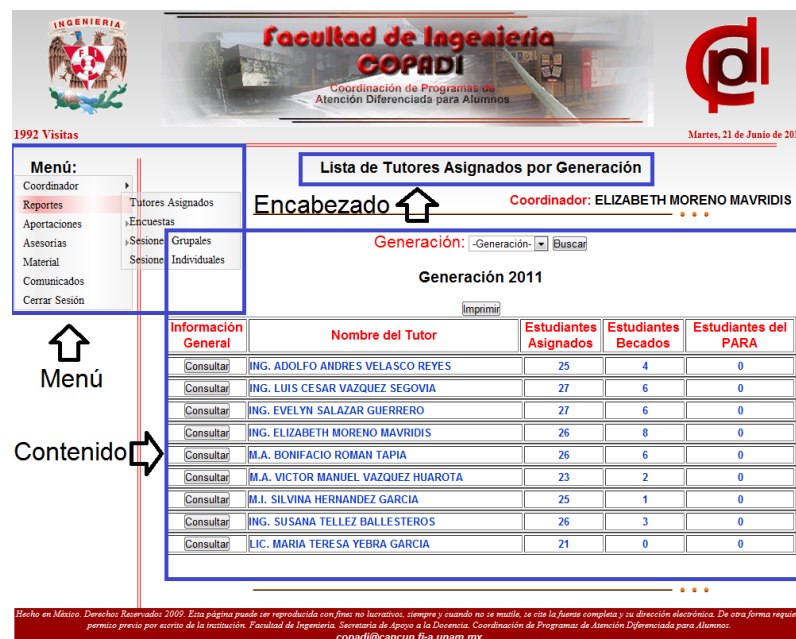 INGENIERIA
Facultad de Ingeniería
COPADI
Coordinación de Programas de
Atención Diferenciada para Alumnos
1992 Visitas
Martes, 21 de Junio de 201
Menú:
Coordinador
Reportes
Aportaciones
Asesorias
Material
Comunicados
Cerrar Sesión
Tutores Asignados
Encuestas
Sesione Grupales
Sesione Individuales
Menú
Contenido
Lista de Tutores Asignados por Generación
Encabezado
Coordinador: ELIZABETH MORENO MAVRIDIS
Generación: -Generación- Buscar
Generación 2011
Imprimir
Información General Nombre del Tutor Estudiantes Asignados Estudiantes Becados Estudiantes del PARA
Consultar ING. ADOLFO ANDRES VELASCO REYES 25 4 0
Consultar ING. LUIS CESAR VAZQUEZ SEGOVIA 27 6 0
Consultar ING. EVELYN SALAZAR GUERRERO 27 6 0
Consultar ING. ELIZABETH MORENO MAVRIDIS 26 8 0
Consultar M.A. BONIFACIO ROMAN TAPIA 26 6 0
Consultar M.A. VICTOR MANUEL VAZQUEZ HUAROTA 23 2 0
Consultar M.I. SILVINA HERNANDEZ GARCIA 25 1 0
Consultar ING. SUSANA TELLEZ BALLESTEROS 26 3 0
Consultar LIC. MARIA TERESA YEBRA GARCIA 21 0 0
Hecho en México. Derechos Reservados 2009. Esta página puede ser reproducida con fines no lucrativos, siempre y cuando no se mutile, se cite la fuente completa y su dirección electrónica. De otra forma requie
permiso previo por escrito de la institución. Facultad de Ingeniería. Secretaría de Apoyo a la Docencia. Coordinación de Programas de Atención Diferenciada para Alumnos.
copadi@cancun.fi-a.unam.mx